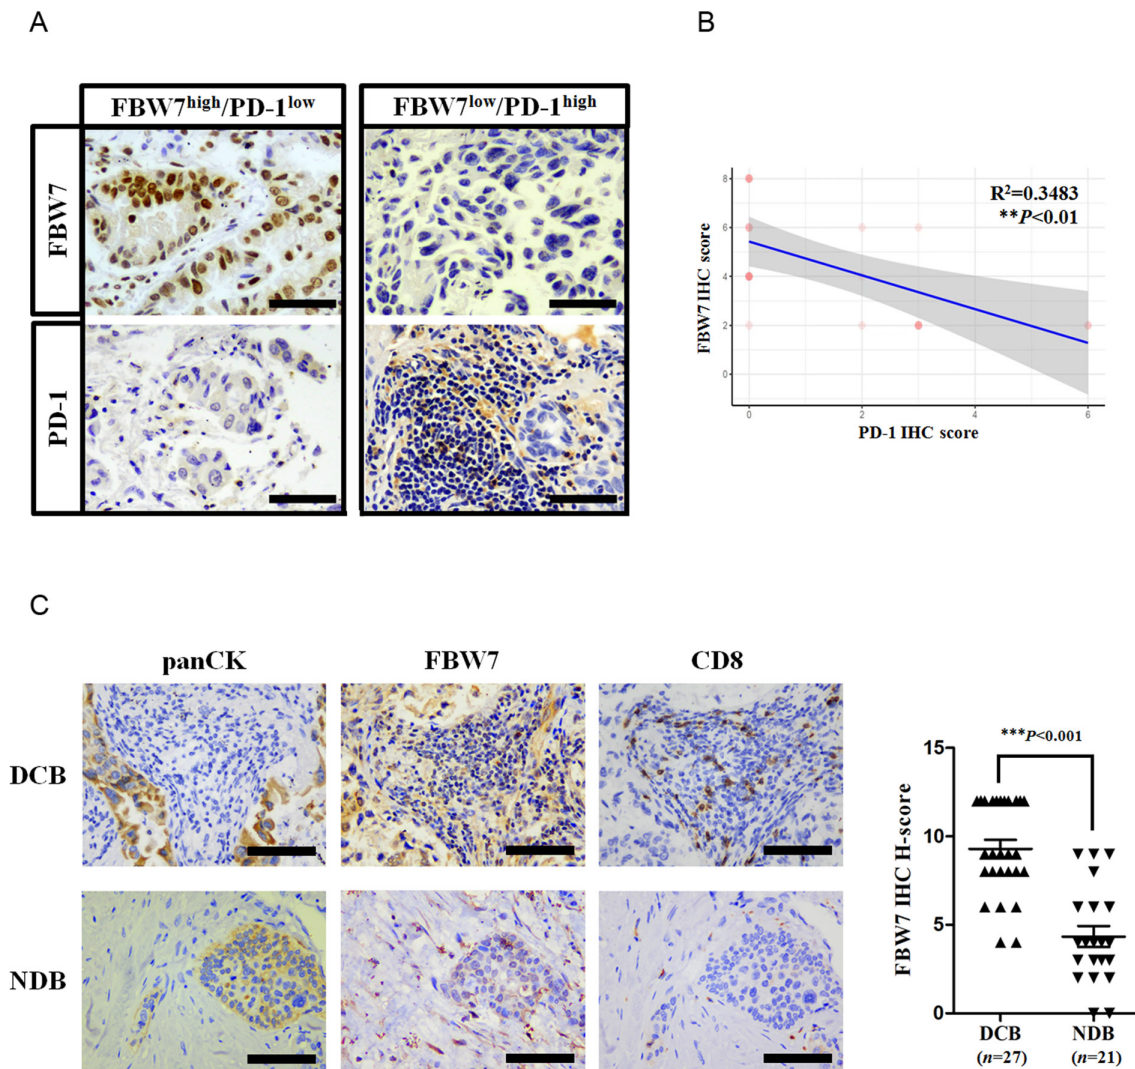 A
FBW7high/PD-1low
FBW7low/PD-1high
FBW7
PD-1
B
R2=0.3483
**P<0.01
FBW7 IHC score
8
6
4
2
0
0
2
4
6
PD-1 IHC score
C
panCK
FBW7
CD8
DCB
NDB
***P<0.001
FBW7 IHC H-score
15
10
5
0
DCB
NDB
(n=27)
(n=21)